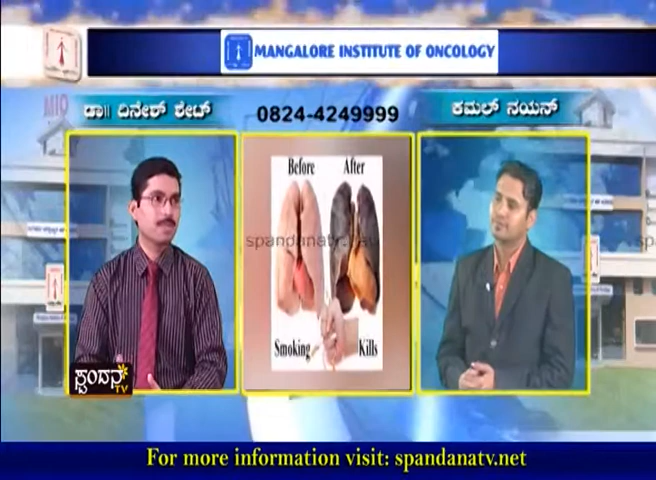 MANGALORE INSTITUTE OF ONCOLOGY
MIO
ಡಾ|| ದಿನೇಶ್ ಶೇಟ್
0824-4249999
ಕಮಲ್ ನಯನ್
Before After
spandanatv.net
Smoking Kills
ಸ್ಪಂದನ
TV
For more information visit: spandanatv.net